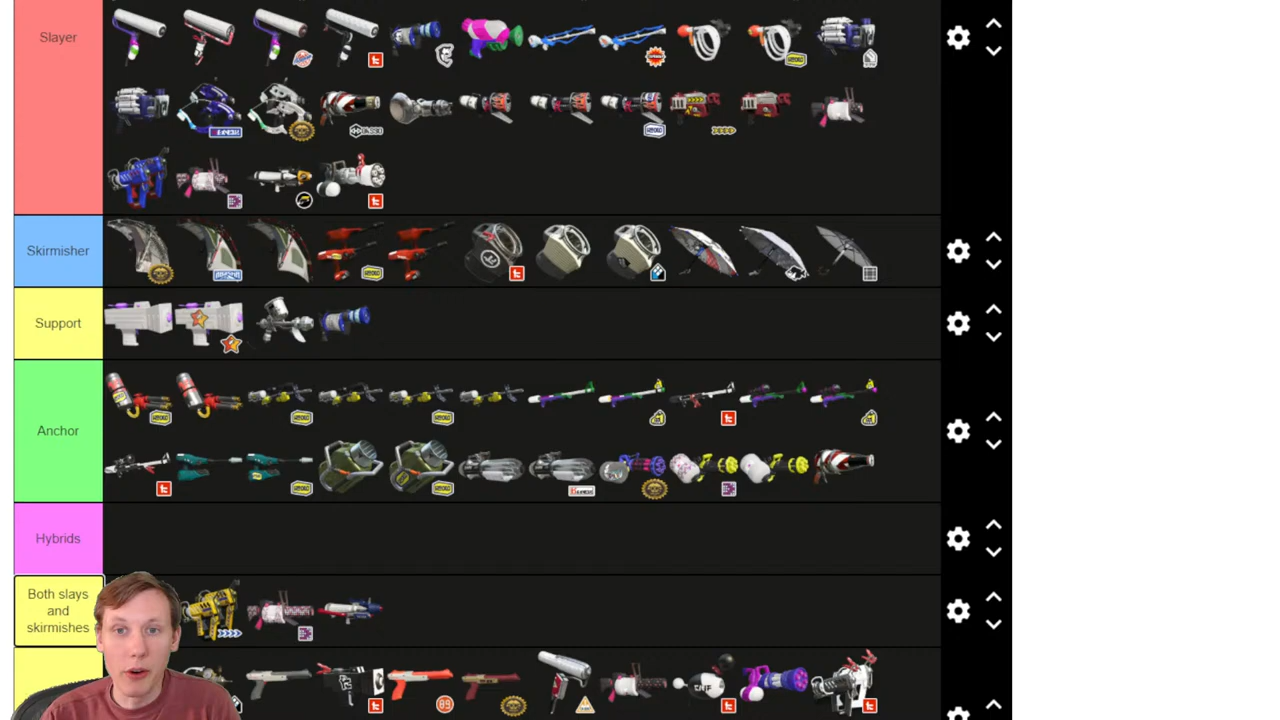 Slayer
Skirmisher
Support
Anchor
Hybrids
Both slays
and
skirmishes